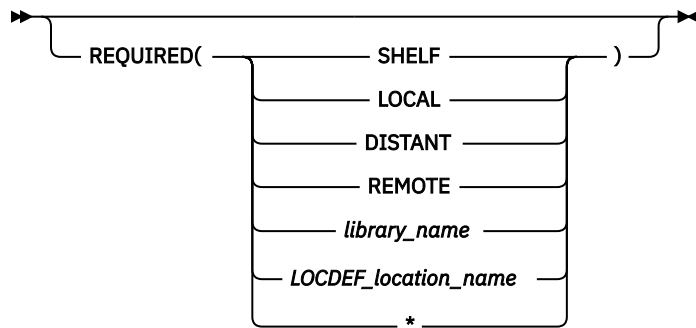 REQUIRED( SHELF )
LOCAL
DISTANT
REMOTE
library_name
LOCDEF_location_name
*